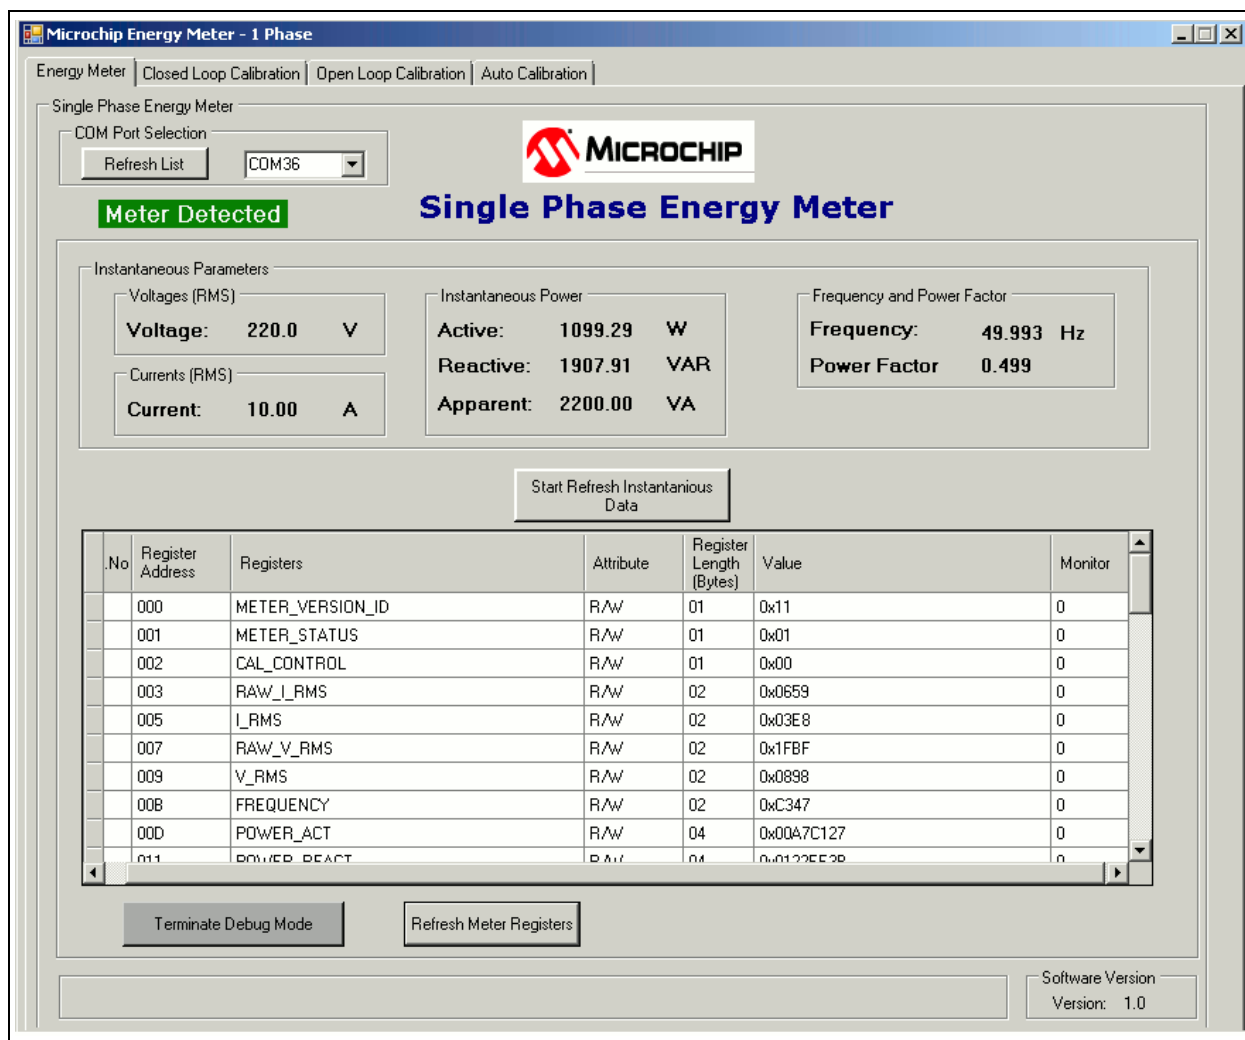 Microchip Energy Meter - 1 Phase
Energy Meter Closed Loop Calibration Open Loop Calibration Auto Calibration
Single Phase Energy Meter
COM Port Selection
Refresh List COM36
MICROCHIP
Meter Detected
Single Phase Energy Meter
Instantaneous Parameters
Voltages (RMS)
Voltage: 220.0 V
Currents (RMS)
Current: 10.00 A
Instantaneous Power
Active: 1099.29 W
Reactive: 1907.91 VAR
Apparent: 2200.00 VA
Frequency and Power Factor
Frequency: 49.993 Hz
Power Factor 0.499
Start Refresh Instantanious
Data
.No Register Address Registers Attribute Register Length (Bytes) Value Monitor
000 METER_VERSION_ID R/W 01 0x11 0
001 METER_STATUS R/W 01 0x01 0
002 CAL_CONTROL R/W 01 0x00 0
003 RAW_I_RMS R/W 02 0x0659 0
005 I_RMS R/W 02 0x03E8 0
007 RAW_V_RMS R/W 02 0x1FBF 0
009 V_RMS R/W 02 0x0898 0
00B FREQUENCY R/W 02 0xC347 0
00D POWER_ACT R/W 04 0x00A7C127 0
011 POWER_REACT R/W 04 0
Terminate Debug Mode Refresh Meter Registers
Software Version
Version: 1.0